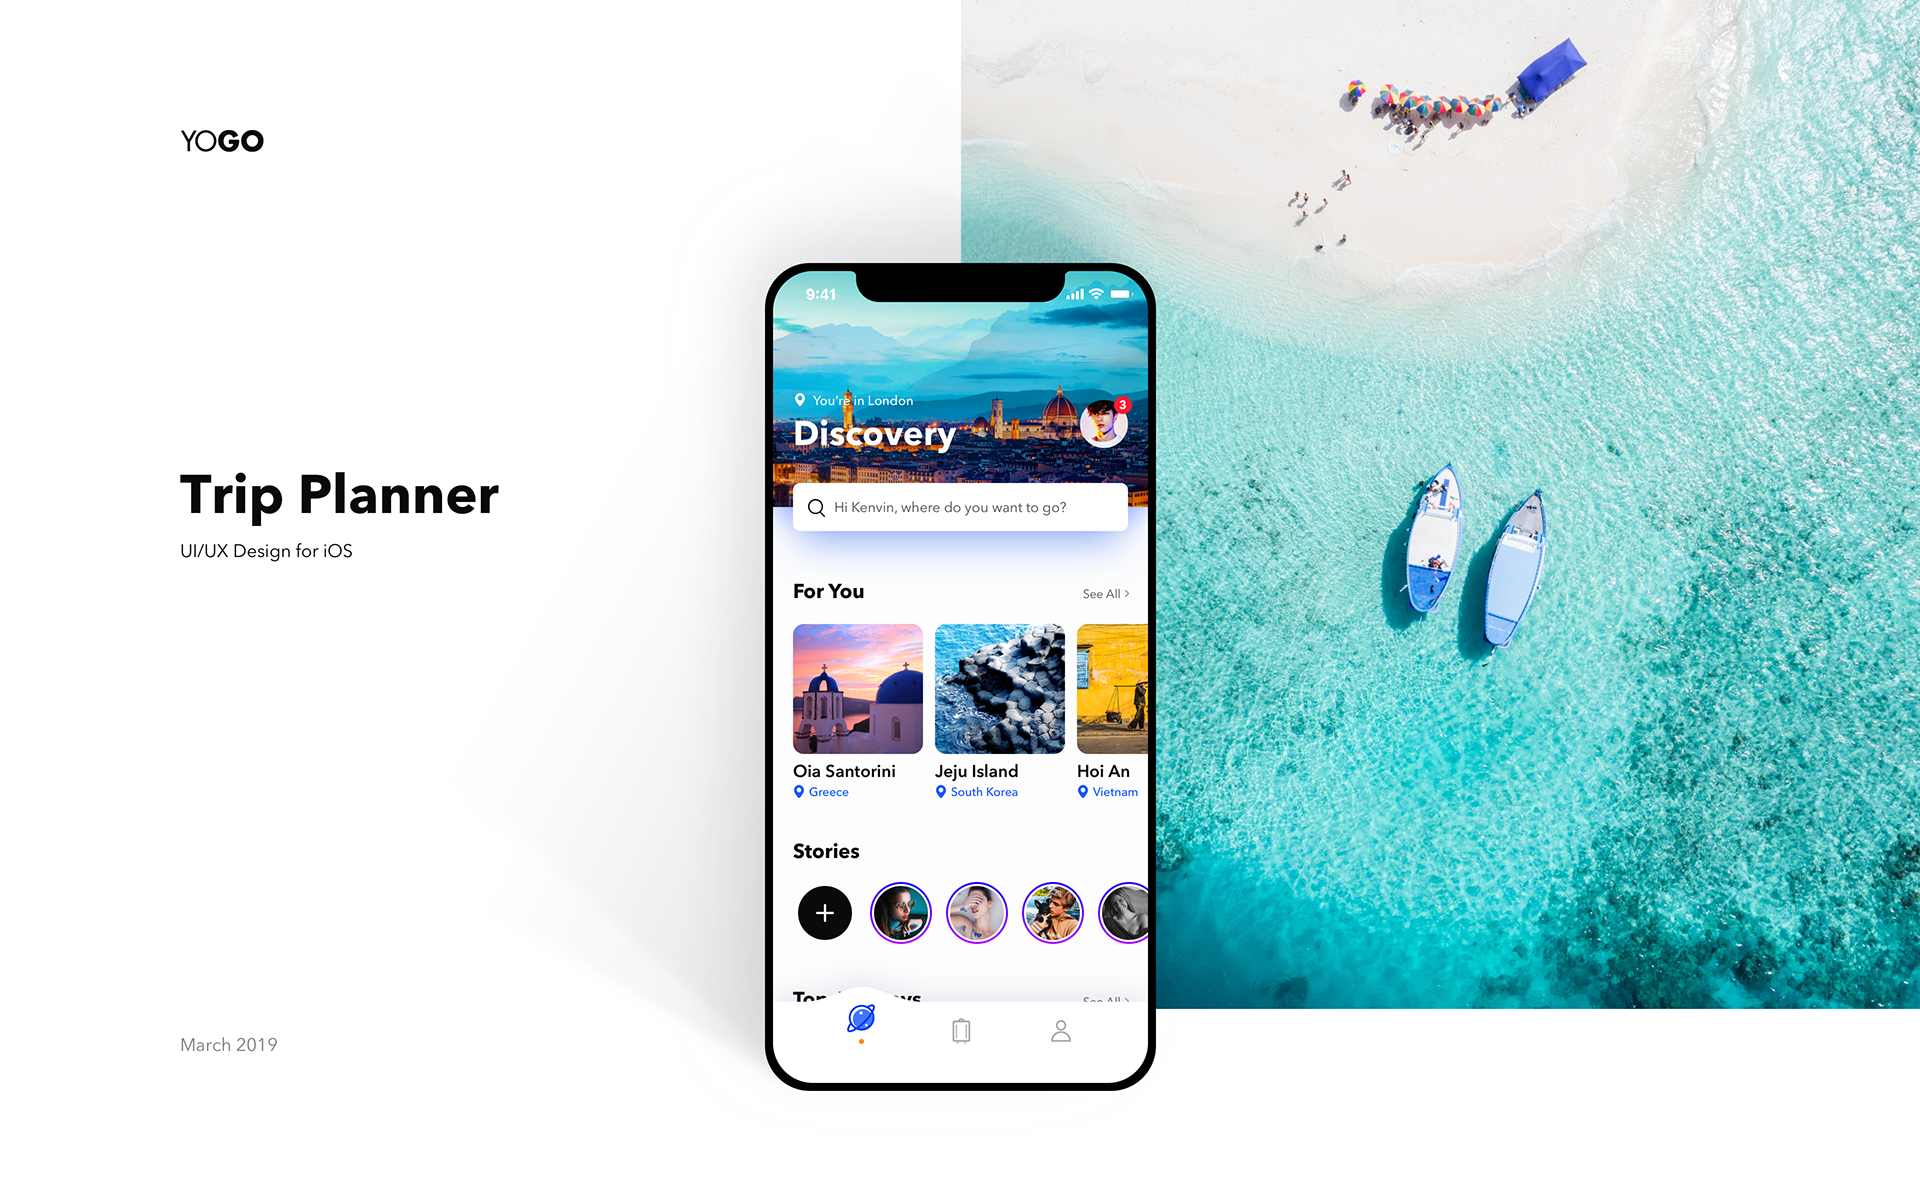 YOGO
Trip Planner
UI/UX Design for iOS
March 2019
9:41
You're in London
Discovery
3
Hi Kenvin, where do you want to go?
For You
See All >
Oia Santorini
Greece
Jeju Island
South Korea
Hoi An
Vietnam
Stories
See All >